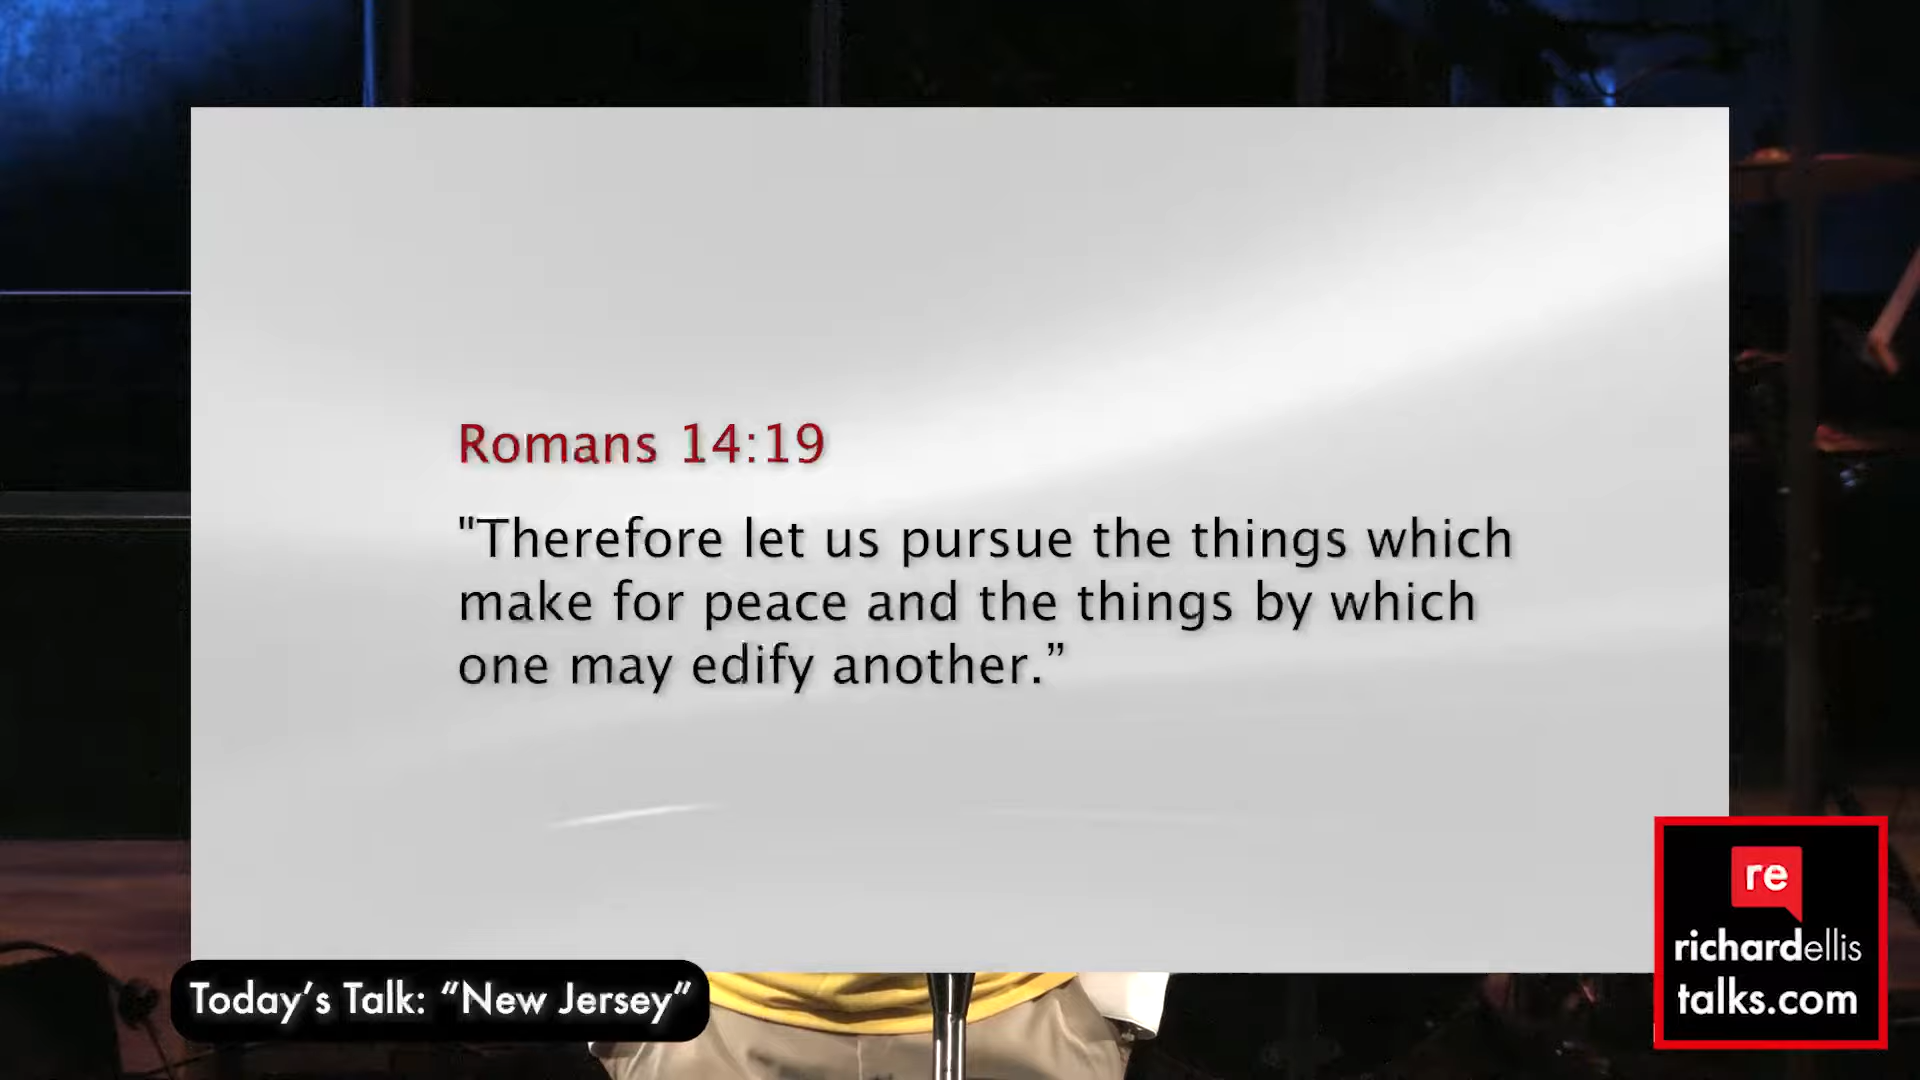 Romans 14:19
"Therefore let us pursue the things which
make for peace and the things by which
one may edify another.”
Today’s Talk: “New Jersey”
re
richardellis
talks.com